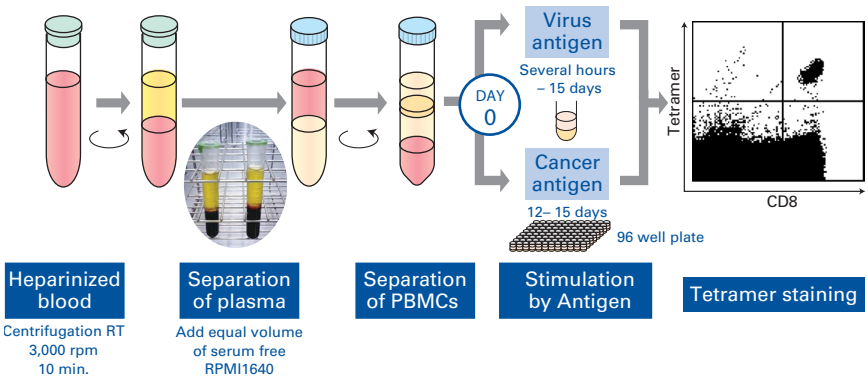 Virus
antigen
Several hours
– 15 days
DAY
0
Cancer
antigen
12– 15 days
96 well plate
Tetramer
CD8
Heparinized
blood
Centrifugation RT
3,000 rpm
10 min.
Separation
of plasma
Add equal volume
of serum free
RPMI1640
Separation
of PBMCs
Stimulation
by Antigen
Tetramer staining